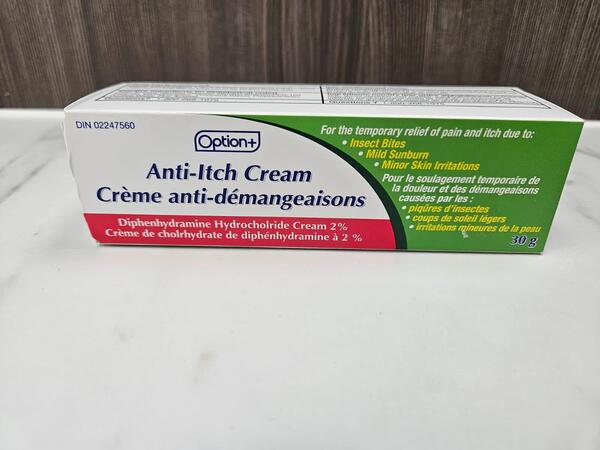 DIN 02247560
Option+
Anti-Itch Cream
Crème anti-démangeaisons
Diphenhydramine Hydrocholride Cream 2%
Crème de cholrhydrate de diphénhydramine à 2 %
For the temporary relief of pain and itch due to:
• Insect Bites
• Mild Sunburn
• Minor Skin Irritations
Pour le soulagement temporaire de
la douleur et des démangeaisons
causées par les :
• piqûres d'insectes
• coups de soleil légers
• irritations mineures de la peau
30 g